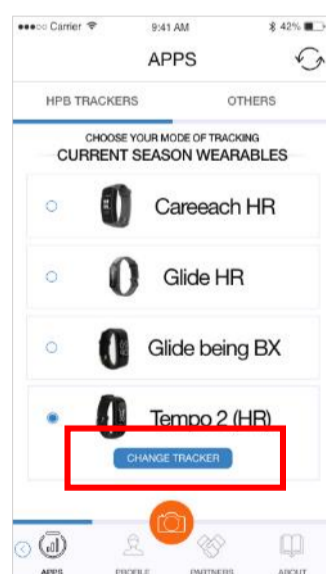 Carrier 9:41 AM 42%
APPS
HPB TRACKERS OTHERS
CHOOSE YOUR MODE OF TRACKING
CURRENT SEASON WEARABLES
Careeach HR
Glide HR
Glide being BX
Tempo 2 (HR)
CHANGE TRACKER
APPS PROFILE PARTNERS ABOUT